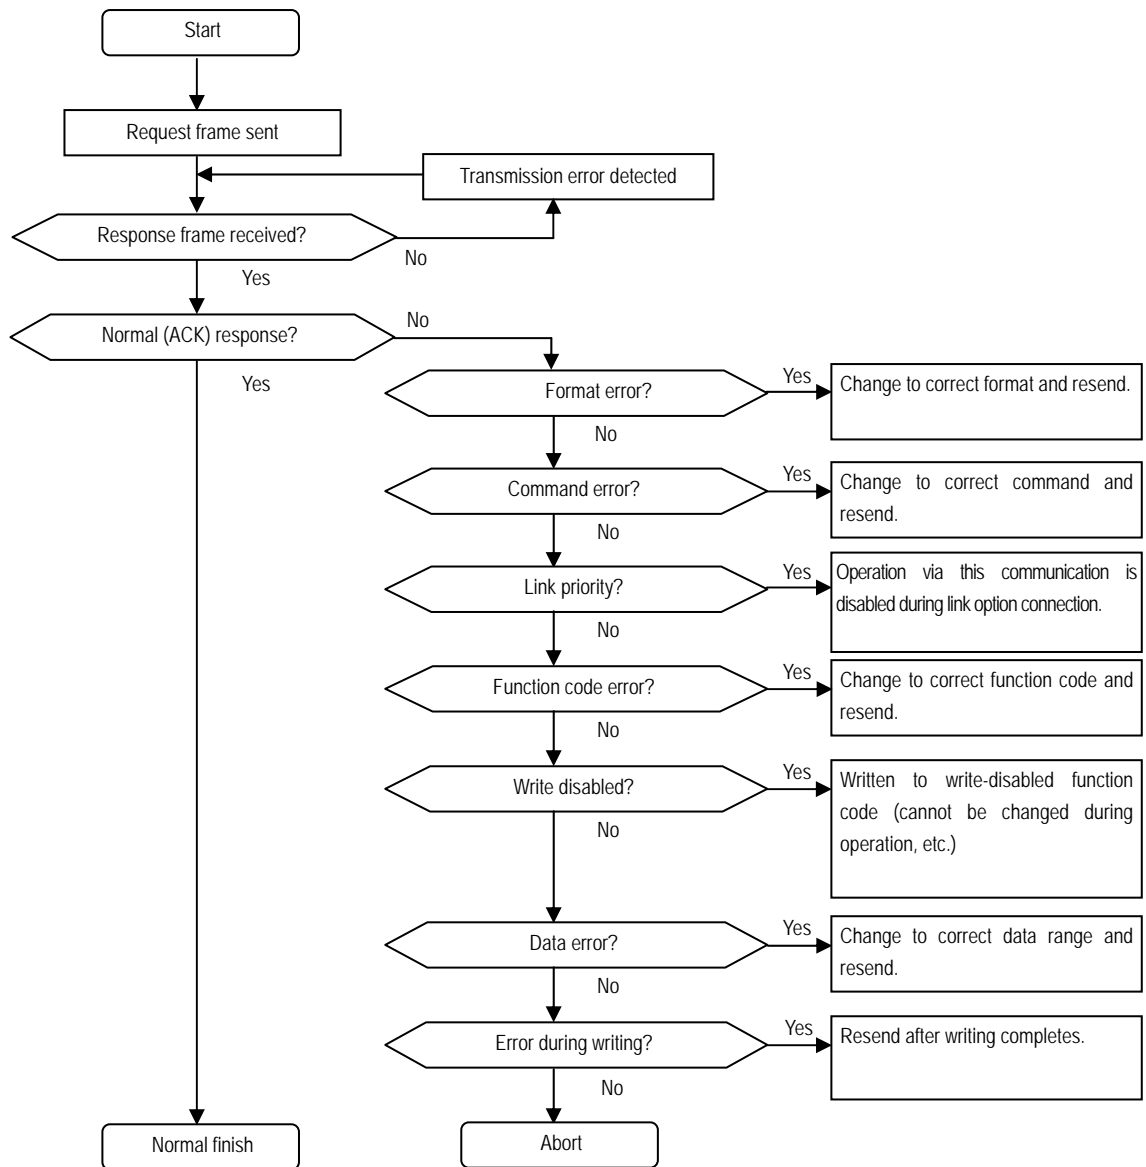 Start
Request frame sent
Transmission error detected
Response frame received?
No
Yes
Normal (ACK) response?
No
Yes
Format error?
Yes
Change to correct format and resend.
No
Command error?
Yes
Change to correct command and
resend.
No
Link priority?
Yes
Operation via this communication is
disabled during link option connection.
No
Function code error?
Yes
Change to correct function code and
resend.
No
Write disabled?
Yes
Written to write-disabled function
code (cannot be changed during
operation, etc.)
No
Data error?
Yes
Change to correct data range and
resend.
No
Error during writing?
Yes
Resend after writing completes.
No
Normal finish
Abort